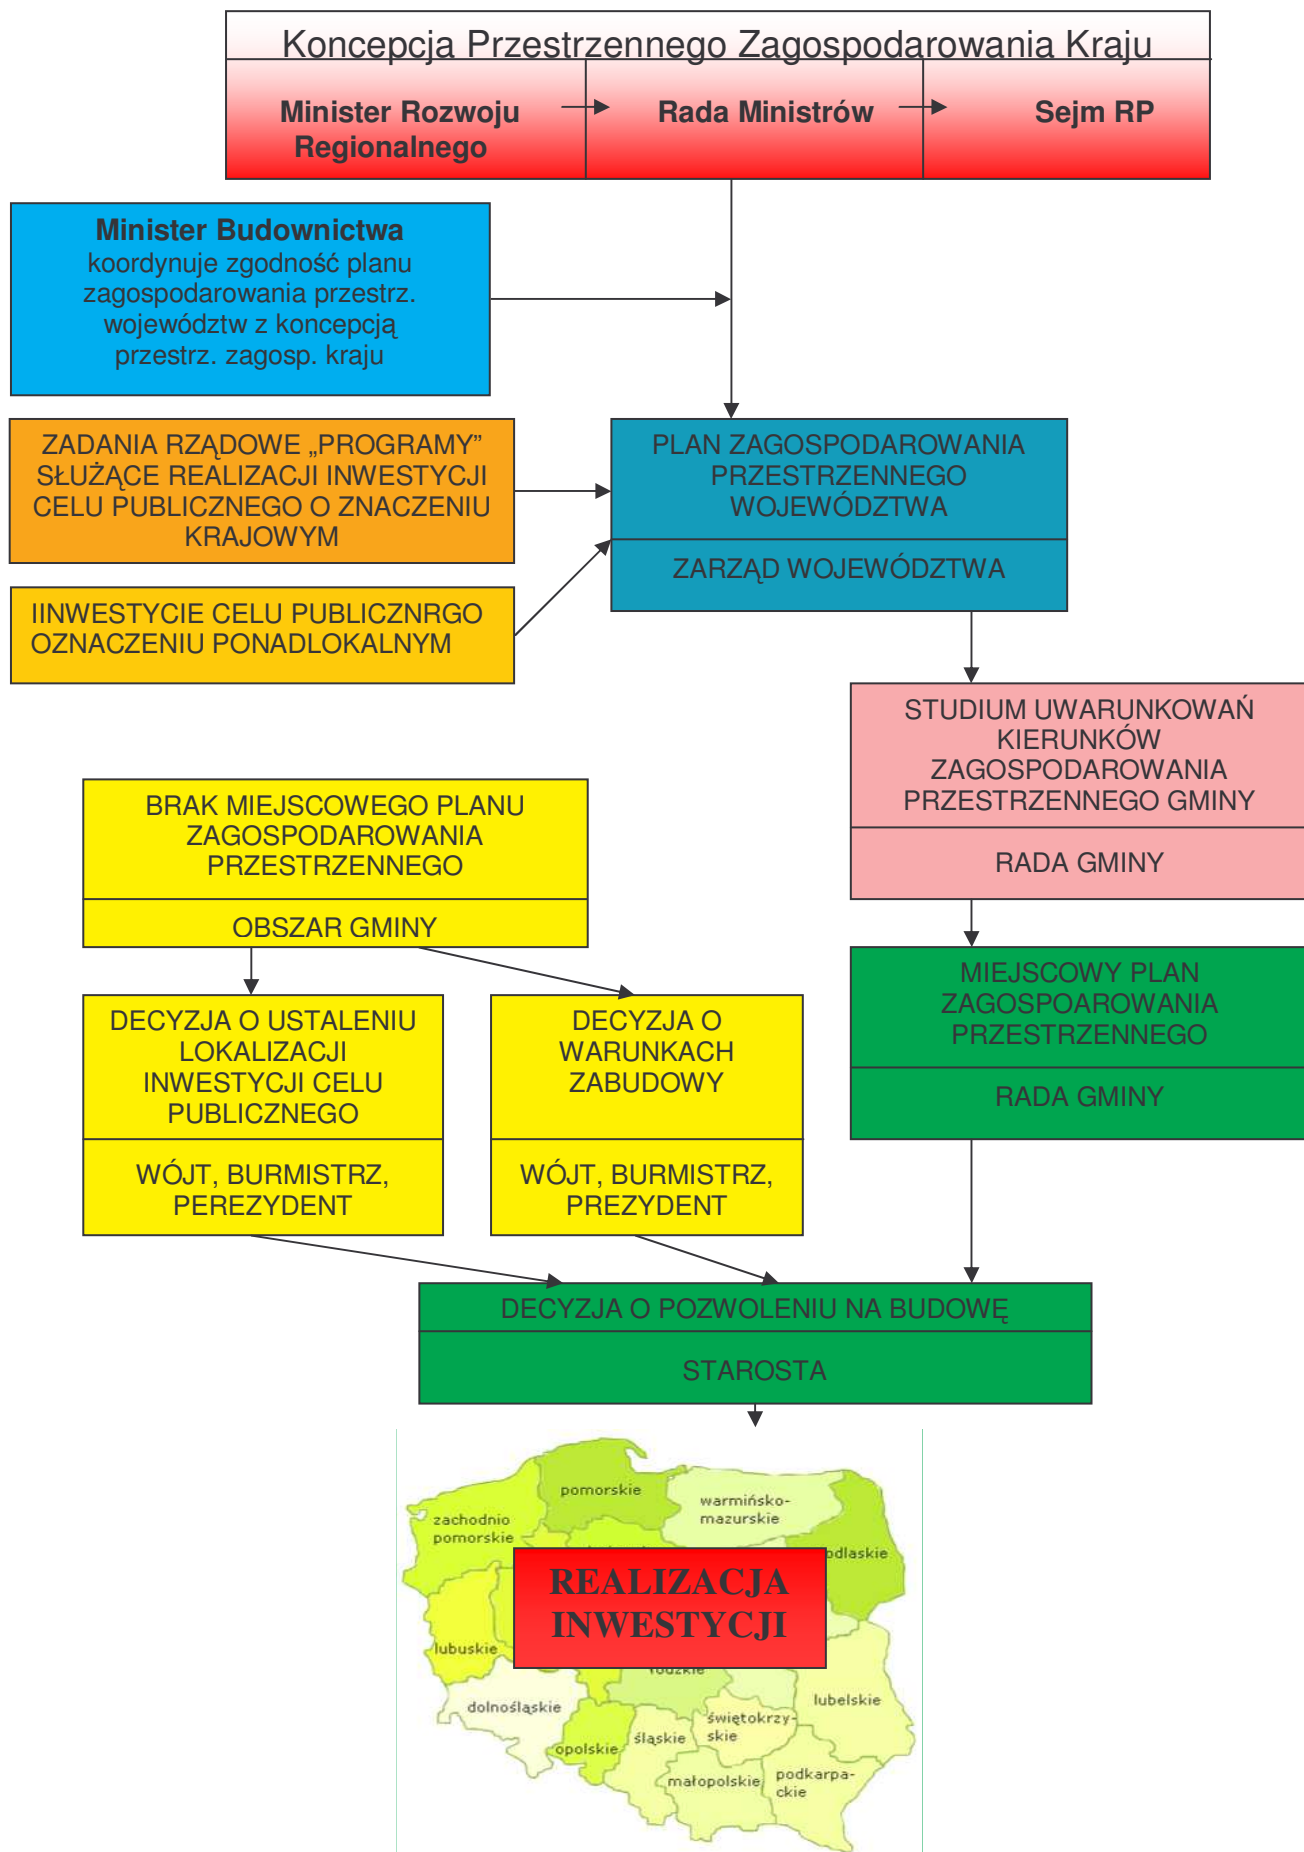 Koncepcja Przestrzennego Zagospodarowania Kraju
Minister Rozwoju
Regionalnego
Rada Ministrów
Sejm RP
Minister Budownictwa
koordynuje zgodność planu
zagospodarowania przestrz.
województw z koncepcją
przestrz. zagosp. kraju
ZADANIA RZĄDOWE „PROGRAMY”
SŁUŻĄCE REALIZACJI INWESTYCJI
CELU PUBLICZNEGO O ZNACZENIU
KRAJOWYM
PLAN ZAGOSPODAROWANIA
PRZESTRZENNEGO
WOJEWÓDZTWA
ZARZĄD WOJEWÓDZTWA
IINWESTYCIE CELU PUBLICZNRGO
OZNACZENIU PONADLOKALNYM
STUDIUM UWARUNKOWAŃ
KIERUNKÓW
ZAGOSPODAROWANIA
PRZESTRZENNEGO GMINY
RADA GMINY
BRAK MIEJSCOWEGO PLANU
ZAGOSPODAROWANIA
PRZESTRZENNEGO
OBSZAR GMINY
MIEJSCOWY PLAN
ZAGOSPOAROWANIA
PRZESTRZENNEGO
RADA GMINY
DECYZJA O USTALENIU
LOKALIZACJI
INWESTYCJI CELU
PUBLICZNEGO
WÓJT, BURMISTRZ,
PEREZYDENT
DECYZJA O
WARUNKACH
ZABUDOWY
WÓJT, BURMISTRZ,
PREZYDENT
DECYZJA O POZWOLENIU NA BUDOWĘ
STAROSTA
pomorskie
warmińsko-
mazurskie
zachodnio
pomorskie
odlaskie
REALIZACJA
INWESTYCJI
lubuskie
łódzkie
dolnośląskie
lubelskie
opolskie
śląskie
świętokrzy-
skie
małopolskie
podkarpa-
ckie